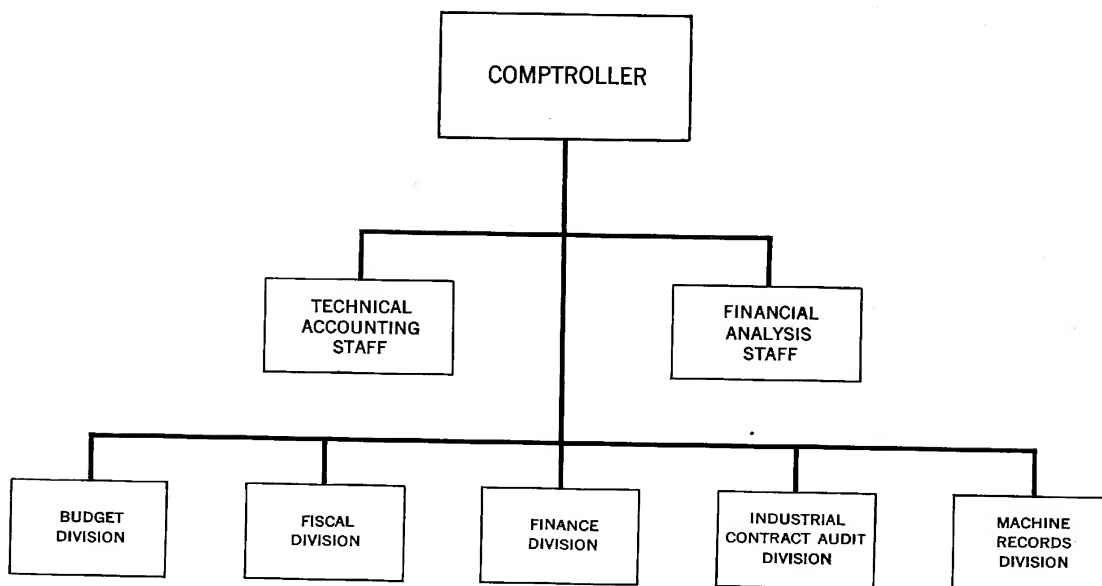 COMPTROLLER
TECHNICAL
ACCOUNTING
STAFF
FINANCIAL
ANALYSIS
STAFF
BUDGET
DIVISION
FISCAL
DIVISION
FINANCE
DIVISION
INDUSTRIAL
CONTRACT AUDIT
DIVISION
MACHINE
RECORDS
DIVISION